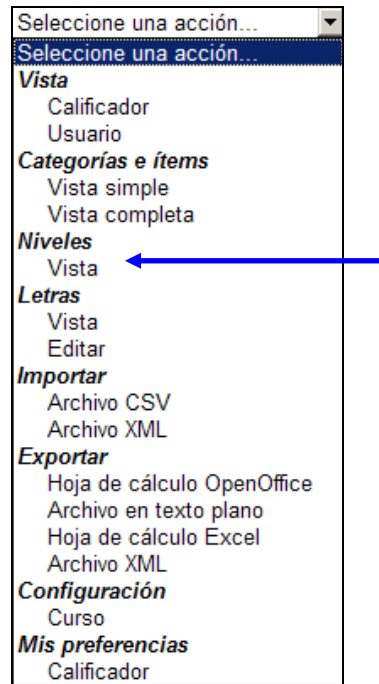 Seleccione una acción...
Seleccione una acción...
Vista
Calificador
Usuario
Categorías e ítems
Vista simple
Vista completa
Niveles
Vista
Letras
Vista
Editar
Importar
Archivo CSV
Archivo XML
Exportar
Hoja de cálculo OpenOffice
Archivo en texto plano
Hoja de cálculo Excel
Archivo XML
Configuración
Curso
Mis preferencias
Calificador